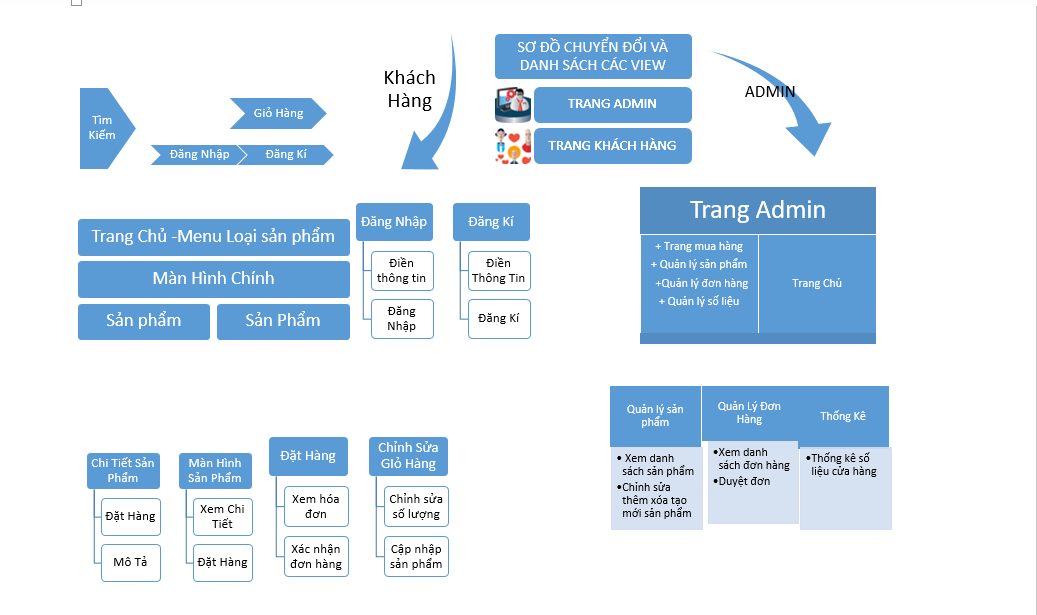 SƠ ĐỒ CHUYỂN ĐỔI VÀ
DANH SÁCH CÁC VIEW
TRANG ADMIN
TRANG KHÁCH HÀNG
Khách
Hàng
ADMIN
Tìm
Kiếm
Giỏ Hàng
Đăng Nhập
Đăng Kí
Trang Chủ -Menu Loại sản phẩm
Màn Hình Chính
Sản phẩm
Sản Phẩm
Đăng Nhập
Điền
thông tin
Đăng
Nhập
Đăng Kí
Điền
Thông Tin
Đăng Kí
Trang Admin
+ Trang mua hàng
+ Quản lý sản phẩm
+Quản lý đơn hàng
+ Quản lý số liệu
Trang Chủ
Chi Tiết Sản
Phẩm
Đặt Hàng
Mô Tả
Màn Hình
Sản Phẩm
Xem Chi
Tiết
Đặt Hàng
Đặt Hàng
Xem hóa
đơn
Xác nhận
đơn hàng
Chỉnh Sửa
GIỏ Hàng
Chỉnh sửa
số lượng
Cập nhập
sản phẩm
Quản lý sản
phẩm
• Xem danh
sách sản phẩm
•Chỉnh sửa
thêm xóa tạo
mới sản phẩm
Quản Lý Đơn
Hàng
•Xem danh
sách đơn hàng
•Duyệt đơn
Thống Kê
•Thống kê số
liệu cửa hàng